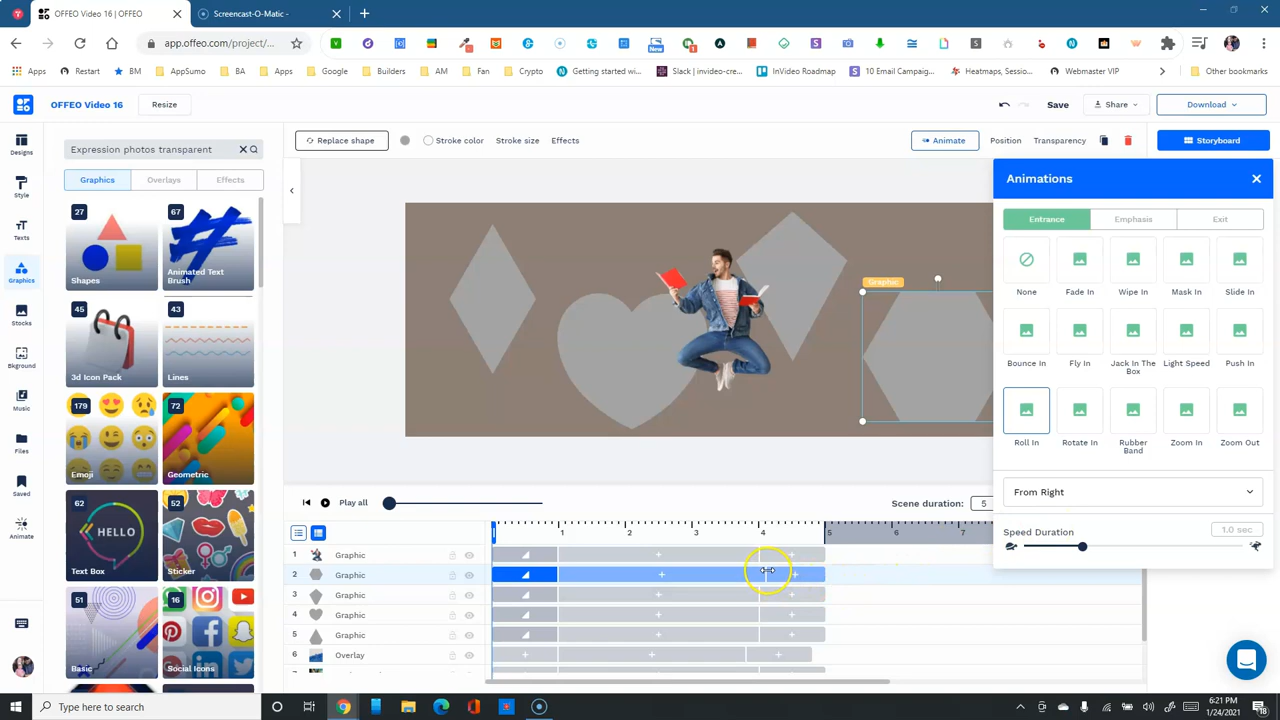 OFFEO Video 16 | OFFEO
Screencast-O-Matic -
app.offeo.com/project/...
Apps
Restart
BM
AppSumo
BA
Apps
Google
Builders
AM
Fan
Crypto
Getting started wi...
Slack | invideo-cre...
InVideo Roadmap
10 Email Campaig...
Heatmaps, Sessio...
Webmaster VIP
Other bookmarks
OFFEO Video 16
Resize
Save
Share
Download
Designs
Style
Texts
Graphics
Stocks
Bkground
Music
Files
Saved
Animate
Expression photos transparent
Graphics
Overlays
Effects
27
Shapes
67
Animated Text
Brush
45
3d Icon Pack
43
Lines
179
Emoji
72
Geometric
62
HELLO
Text Box
52
Sticker
51
Basic
16
Social Icons
Replace shape
Stroke color
Stroke size
Effects
Animate
Position
Transparency
Storyboard
Graphic
Animations
Entrance
Emphasis
Exit
None
Fade In
Wipe In
Mask In
Slide In
Bounce In
Fly In
Jack In The
Box
Light Speed
Push In
Roll In
Rotate In
Rubber
Band
Zoom In
Zoom Out
From Right
Speed Duration
1.0 sec
Play all
Scene duration:
5
2
3
4
5
6
7
1
Graphic
2
Graphic
3
Graphic
4
Graphic
5
Graphic
6
Overlay
Type here to search
6:21 PM
1/24/2021
18